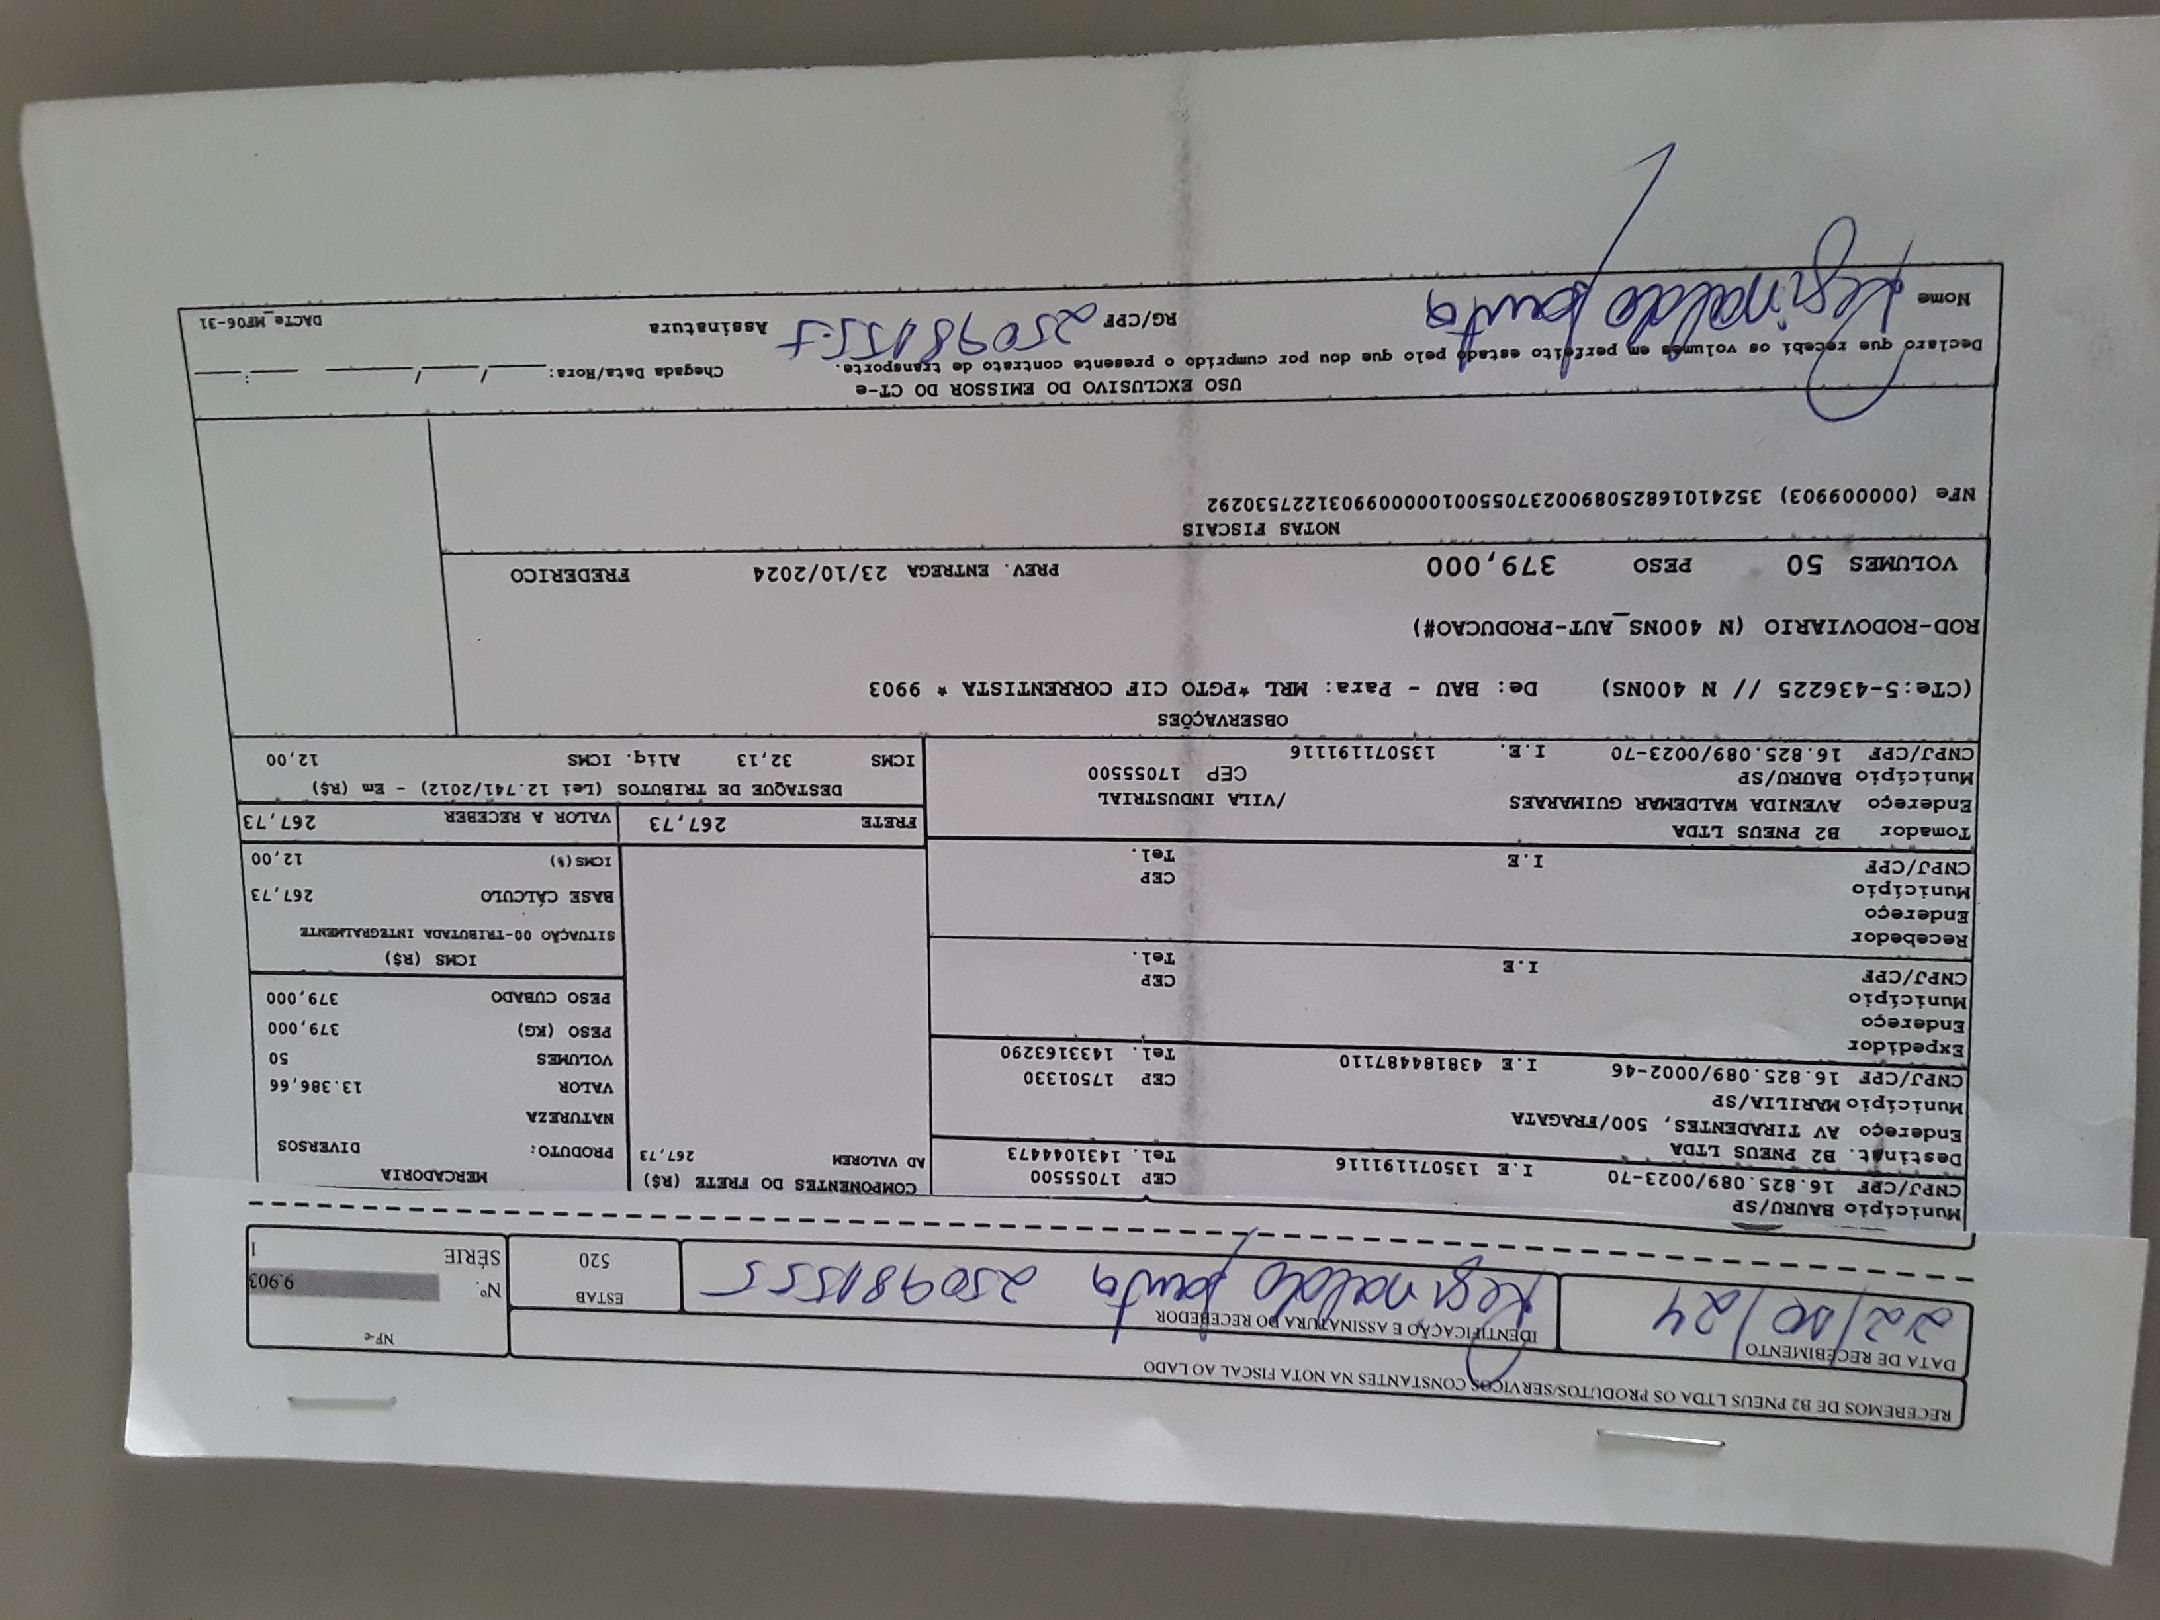 RECEBEMOS DE B2 PNEUS LTDA OS PRODUTOS/SERVIÇOS CONSTANTES NA NOTA FISCAL AO LADO
DATA DE RECEBIMENTO
22/10/24
IDENTIFICAÇÃO E ASSINATURA DO RECEBEDOR
Reginaldo Santa 250981555
ESTAB
520
NF-e
Nº. 9.903
SÉRIE 1
Município BAURU/SP
CNPJ/CPF 16.825.089/0023-70 I.E 135071191116
CEP 17055500
Tel. 1431044473
Destinat. B2 PNEUS LTDA
Endereço AV TIRADENTES, 500/FRAGATA
Município MARILIA/SP
CNPJ/CPF 16.825.089/0002-46 I.E 438184487110
CEP 17501330
Tel. 1433163290
Expedidor
Endereço
Município
CEP
CNPJ/CPF I.E Tel.
Recebedor
Endereço
Município
CEP
CNPJ/CPF I.E Tel.
Tomador B2 PNEUS LTDA
Endereço AVENIDA WALDEMAR GUIMARAES /VILA INDUSTRIAL
Município BAURU/SP CEP 17055500
CNPJ/CPF 16.825.089/0023-70 I.E. 135071191116
COMPONENTES DO FRETE (R$)
AD VALOREM 267,73
FRETE 267,73
MERCADORIA
PRODUTO: DIVERSOS
NATUREZA
VALOR 13.386,66
VOLUMES 50
PESO (KG) 379,000
PESO CUBADO 379,000
ICMS (R$)
SITUAÇÃO 00-TRIBUTADA INTEGRALMENTE
BASE CÁLCULO 267,73
ICMS(%) 12,00
VALOR A RECEBER 267,73
DESTAQUE DE TRIBUTOS (Lei 12.741/2012) - Em (R$)
ICMS 32,13 Aliq. ICMS 12,00
OBSERVAÇÕES
(CTe:5-436225 // N 400NS) De: BAU - Para: MRL *PGTO CIF CORRENTISTA * 9903
ROD-RODOVIARIO (N 400NS_AUT-PRODUCAO#)
VOLUMES 50 PESO 379,000 PREV. ENTREGA 23/10/2024 FREDERICO
NOTAS FISCAIS
NFe (000009903) 35241016825089002370550010000099031227530292
USO EXCLUSIVO DO EMISSOR DO CT-e
Declaro que recebi os volumes em perfeito estado pelo que dou por cumprido o presente contrato de transporte.
Chegada Data/Hora: ____/____/______ ____:____
Nome Reginaldo Santa RG/CPF Assinatura
DACTe_MF06-31